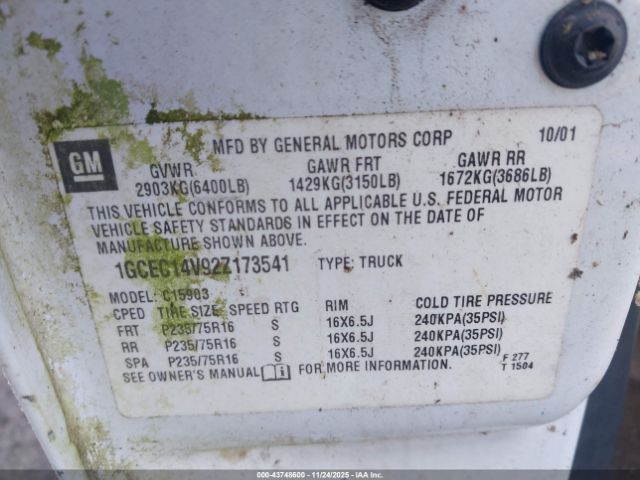 GM
MFD BY GENERAL MOTORS CORP 10/01
GVWR GAWR FRT GAWR RR
2903KG(6400LB) 1429KG(3150LB) 1672KG(3686LB)
THIS VEHICLE CONFORMS TO ALL APPLICABLE U.S. FEDERAL MOTOR
VEHICLE SAFETY STANDARDS IN EFFECT ON THE DATE OF
MANUFACTURE SHOWN ABOVE.
1GCEC14V92Z173541 TYPE: TRUCK
MODEL: C15903
CPED TIRE SIZE SPEED RTG RIM COLD TIRE PRESSURE
FRT P235/75R16 S 16X6.5J 240KPA(35PSI)
RR P235/75R16 S 16X6.5J 240KPA(35PSI)
SPA P235/75R16 S 16X6.5J 240KPA(35PSI)
SEE OWNER'S MANUAL FOR MORE INFORMATION.
F 277
T 1504
000-43748600 - 11/24/2025 - IAAI.com